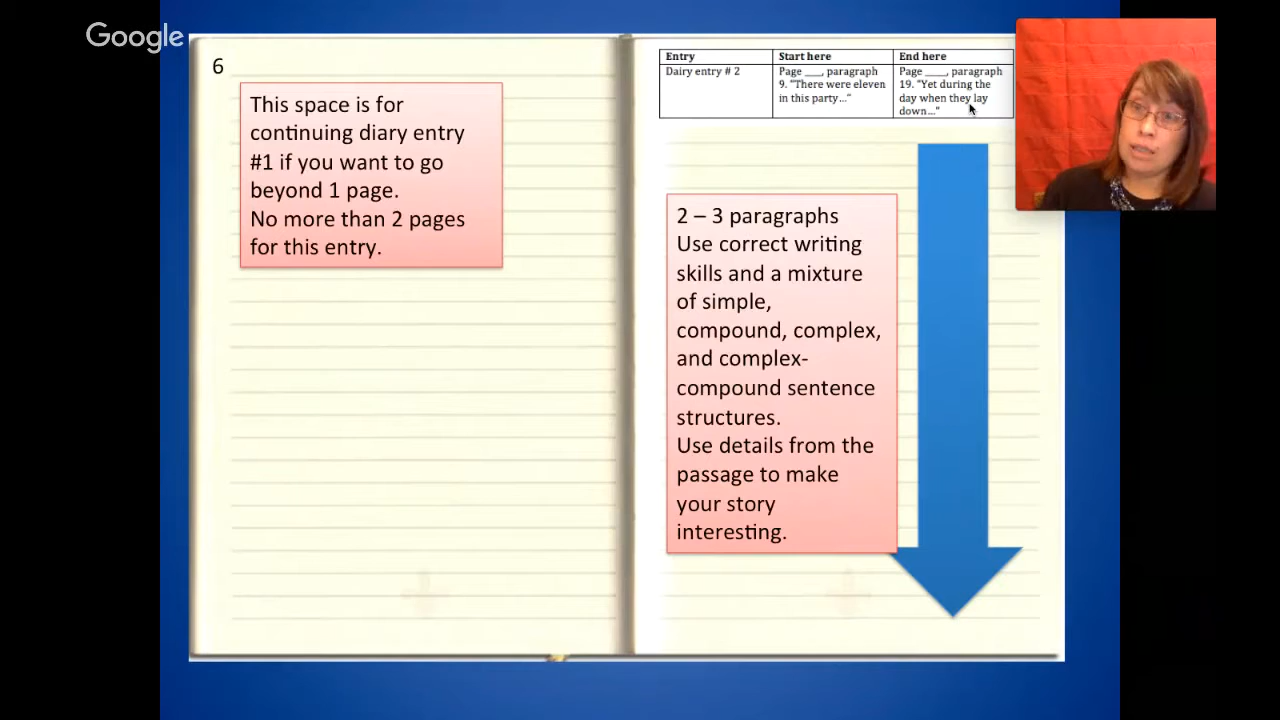 Google
6
This space is for
continuing diary entry
#1 if you want to go
beyond 1 page.
No more than 2 pages
for this entry.
Entry Start here End here
Dairy entry # 2 Page ___, paragraph Page ____, paragraph
9. "There were eleven 19. "Yet during the
in this party…" day when they lay
down…"
2 – 3 paragraphs
Use correct writing
skills and a mixture
of simple,
compound, complex,
and complex-
compound sentence
structures.
Use details from the
passage to make
your story
interesting.